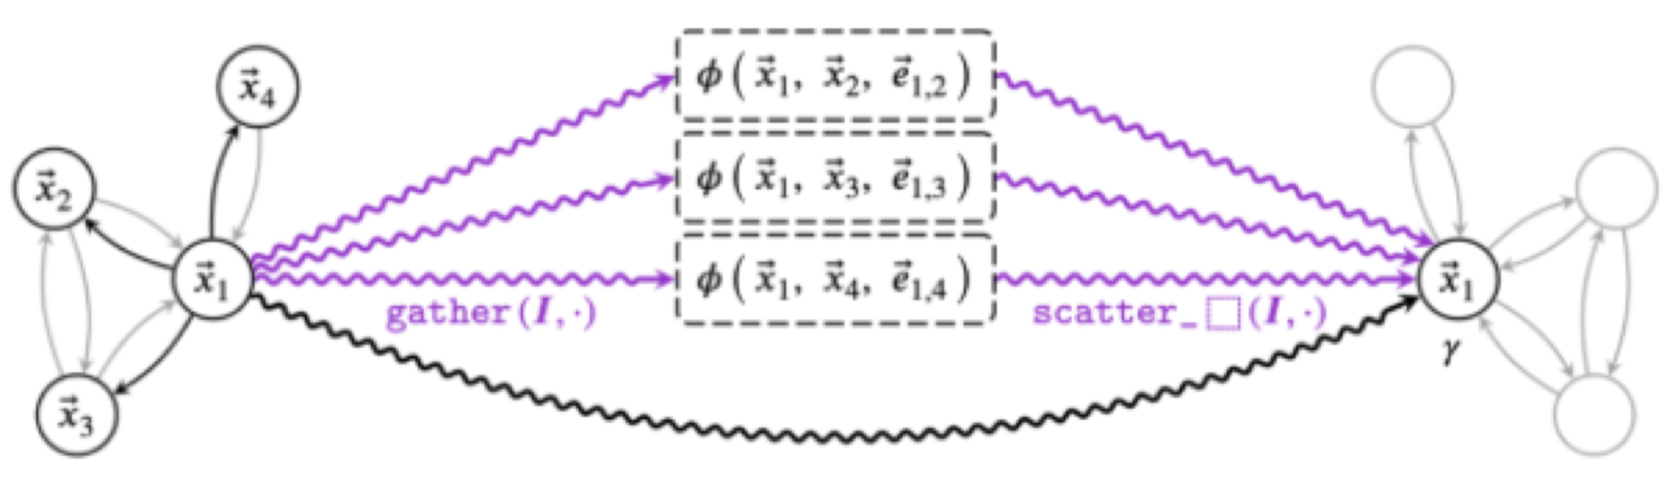 x⃗₄
x⃗₂
x⃗₁
x⃗₃
ϕ ( x⃗₁, x⃗₂, e⃗₁,₂ )
ϕ ( x⃗₁, x⃗₃, e⃗₁,₃ )
ϕ ( x⃗₁, x⃗₄, e⃗₁,₄ )
gather(I, ·)
scatter_□(I, ·)
x⃗₁
γ